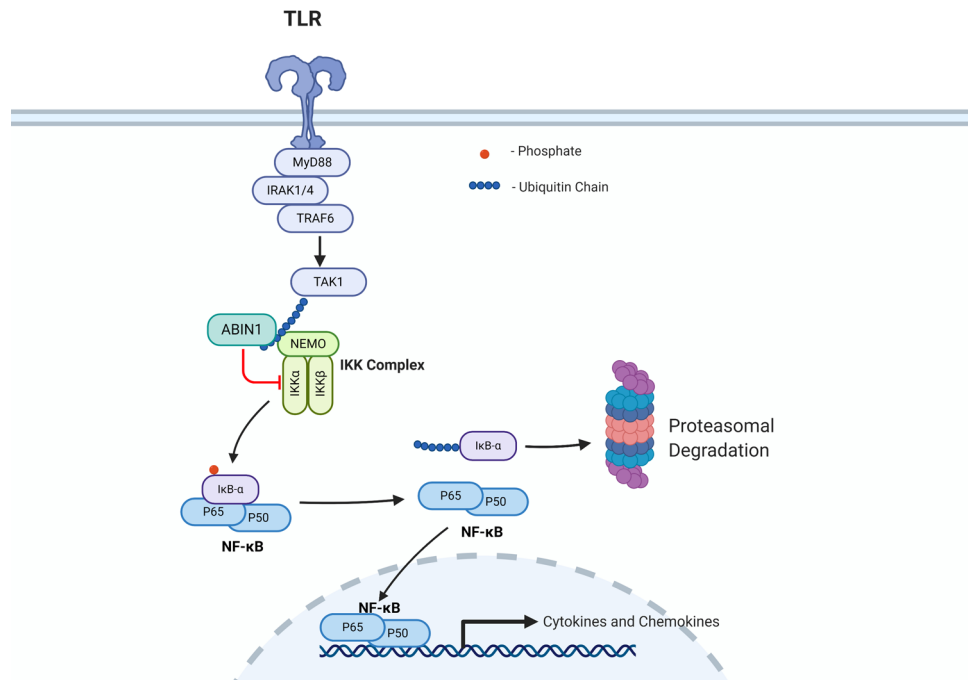 TLR
MyD88
IRAK1/4
TRAF6
- Phosphate
- Ubiquitin Chain
TAK1
ABIN1
NEMO
IKKα
IKKβ
IKK Complex
IκB-α
Proteasomal
Degradation
IκB-α
P65
P50
NF-κB
P65
P50
NF-κB
NF-κB
P65
P50
Cytokines and Chemokines